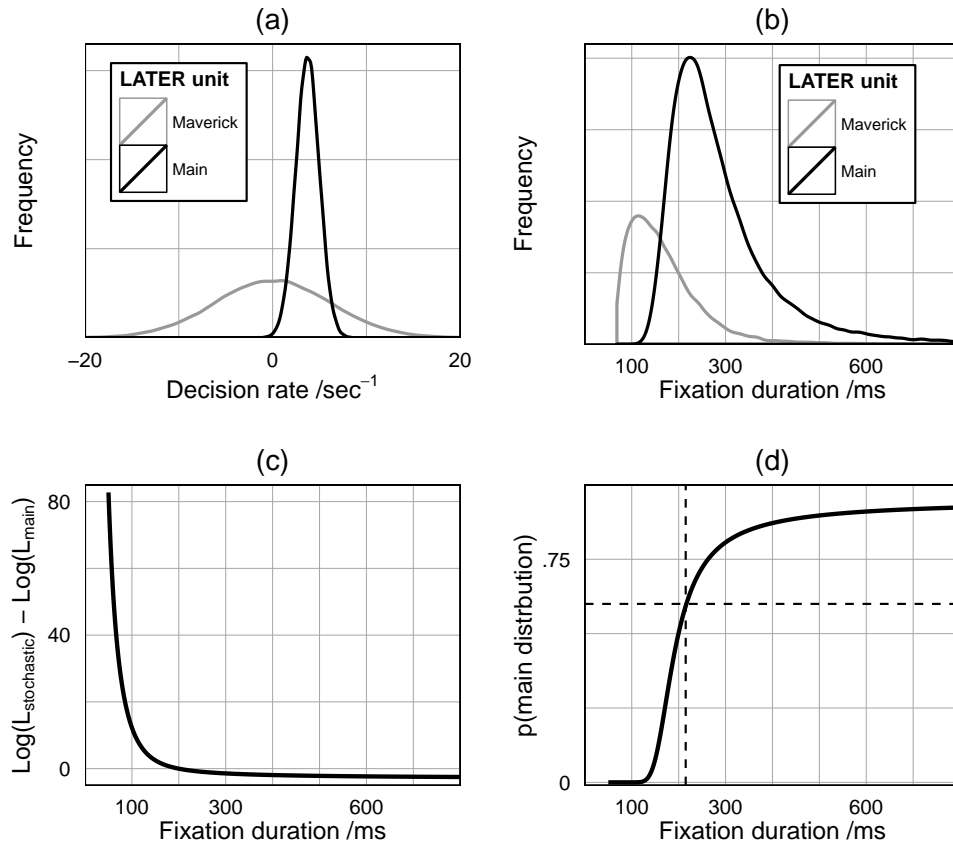 (a)
Frequency
LATER unit
Maverick
Main
−20
0
20
Decision rate /sec⁻¹
(b)
Frequency
LATER unit
Maverick
Main
100
300
600
Fixation duration /ms
(c)
Log(Lstochastic) − Log(Lmain)
80
40
0
100
300
600
Fixation duration /ms
(d)
p(main distrbution)
.75
0
100
300
600
Fixation duration /ms